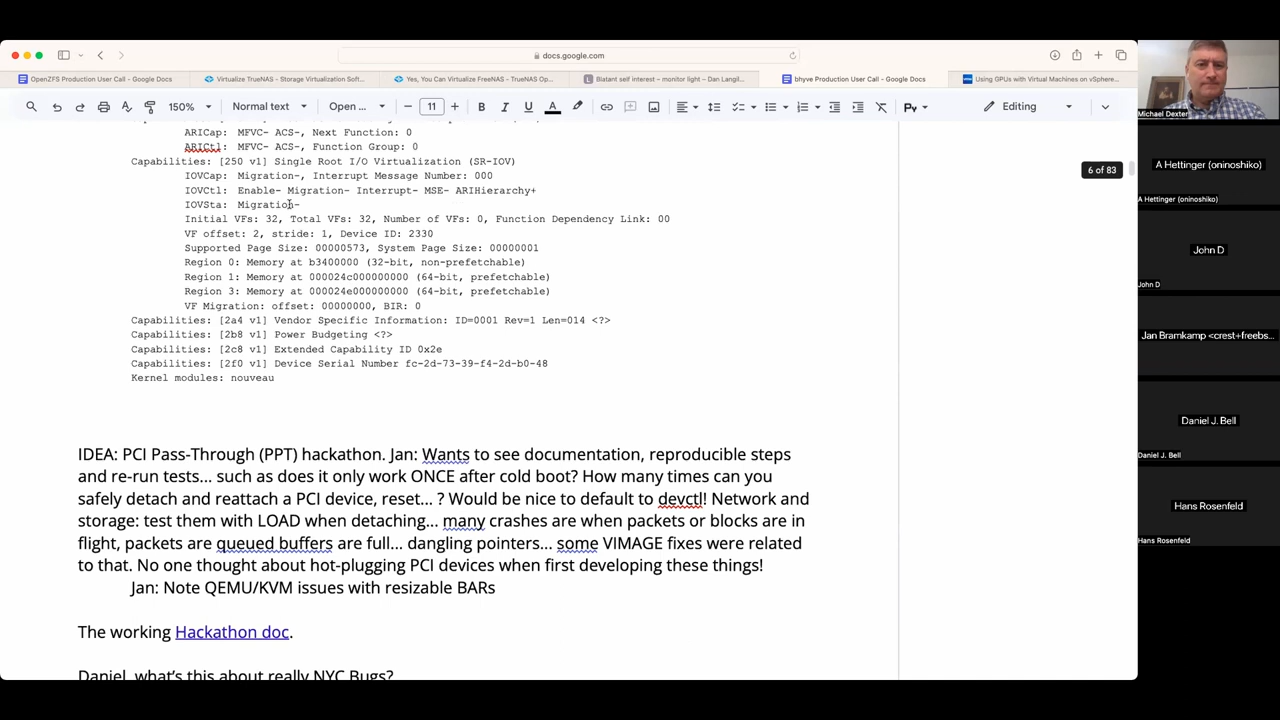 docs.google.com
OpenZFS Production User Call - Google Docs
Virtualize TrueNAS - Storage Virtualization Soft...
Yes, You Can Virtualize FreeNAS - TrueNAS Op...
Blatant self interest – monitor light – Dan Langil...
bhyve Production User Call - Google Docs
Using GPUs with Virtual Machines on vSphere...
150%
Normal text
Open ...
11
Editing
6 of 83
ARICap: MFVC- ACS-, Next Function: 0
ARICtl: MFVC- ACS-, Function Group: 0
Capabilities: [250 v1] Single Root I/O Virtualization (SR-IOV)
IOVCap: Migration-, Interrupt Message Number: 000
IOVCtl: Enable- Migration- Interrupt- MSE- ARIHierarchy+
IOVSta: Migration-
Initial VFs: 32, Total VFs: 32, Number of VFs: 0, Function Dependency Link: 00
VF offset: 2, stride: 1, Device ID: 2330
Supported Page Size: 00000573, System Page Size: 00000001
Region 0: Memory at b3400000 (32-bit, non-prefetchable)
Region 1: Memory at 000024c000000000 (64-bit, prefetchable)
Region 3: Memory at 000024e000000000 (64-bit, prefetchable)
VF Migration: offset: 00000000, BIR: 0
Capabilities: [2a4 v1] Vendor Specific Information: ID=0001 Rev=1 Len=014 <?>
Capabilities: [2b8 v1] Power Budgeting <?>
Capabilities: [2c8 v1] Extended Capability ID 0x2e
Capabilities: [2f0 v1] Device Serial Number fc-2d-73-39-f4-2d-b0-48
Kernel modules: nouveau
IDEA: PCI Pass-Through (PPT) hackathon. Jan: Wants to see documentation, reproducible steps
and re-run tests... such as does it only work ONCE after cold boot? How many times can you
safely detach and reattach a PCI device, reset... ? Would be nice to default to devctl! Network and
storage: test them with LOAD when detaching... many crashes are when packets or blocks are in
flight, packets are queued buffers are full... dangling pointers... some VIMAGE fixes were related
to that. No one thought about hot-plugging PCI devices when first developing these things!
Jan: Note QEMU/KVM issues with resizable BARs
The working Hackathon doc.
Daniel, what's this about really NYC Bugs?
Michael Dexter
A Hettinger (oninoshiko)
A Hettinger (oninoshiko)
John D
John D
Jan Bramkamp <crest+freebs...
Jan Bramkamp <crest+freebs...
Daniel J. Bell
Daniel J. Bell
Hans Rosenfeld
Hans Rosenfeld